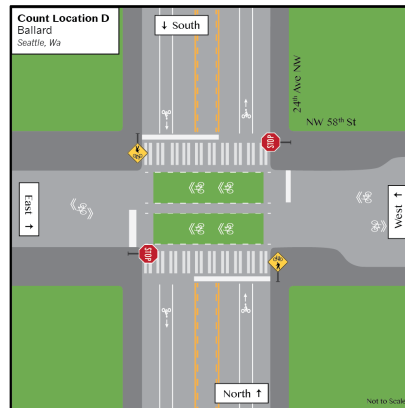 Count Location D
Ballard
Seattle, Wa
↓ South
24th Ave NW
NW 58th St
STOP
East ↑
West ↑
STOP
North ↑
Not to Scale